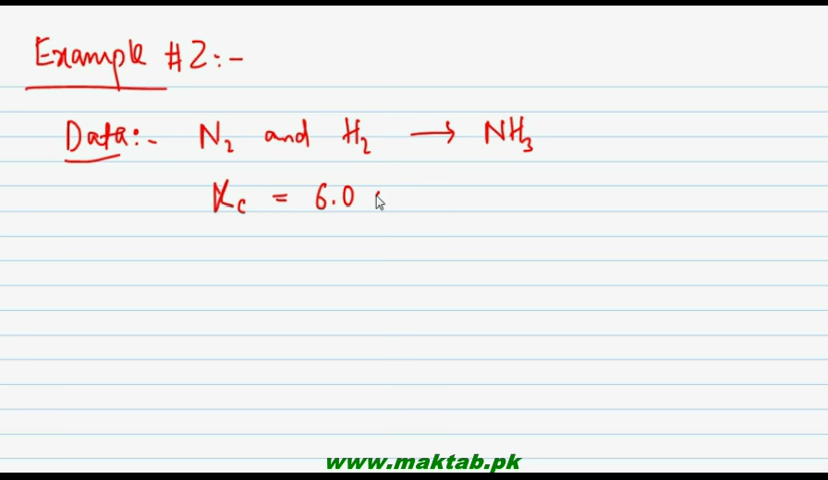 Example #2:-
Data:- N₂ and H₂ → NH₃
Kc = 6.0
www.maktab.pk